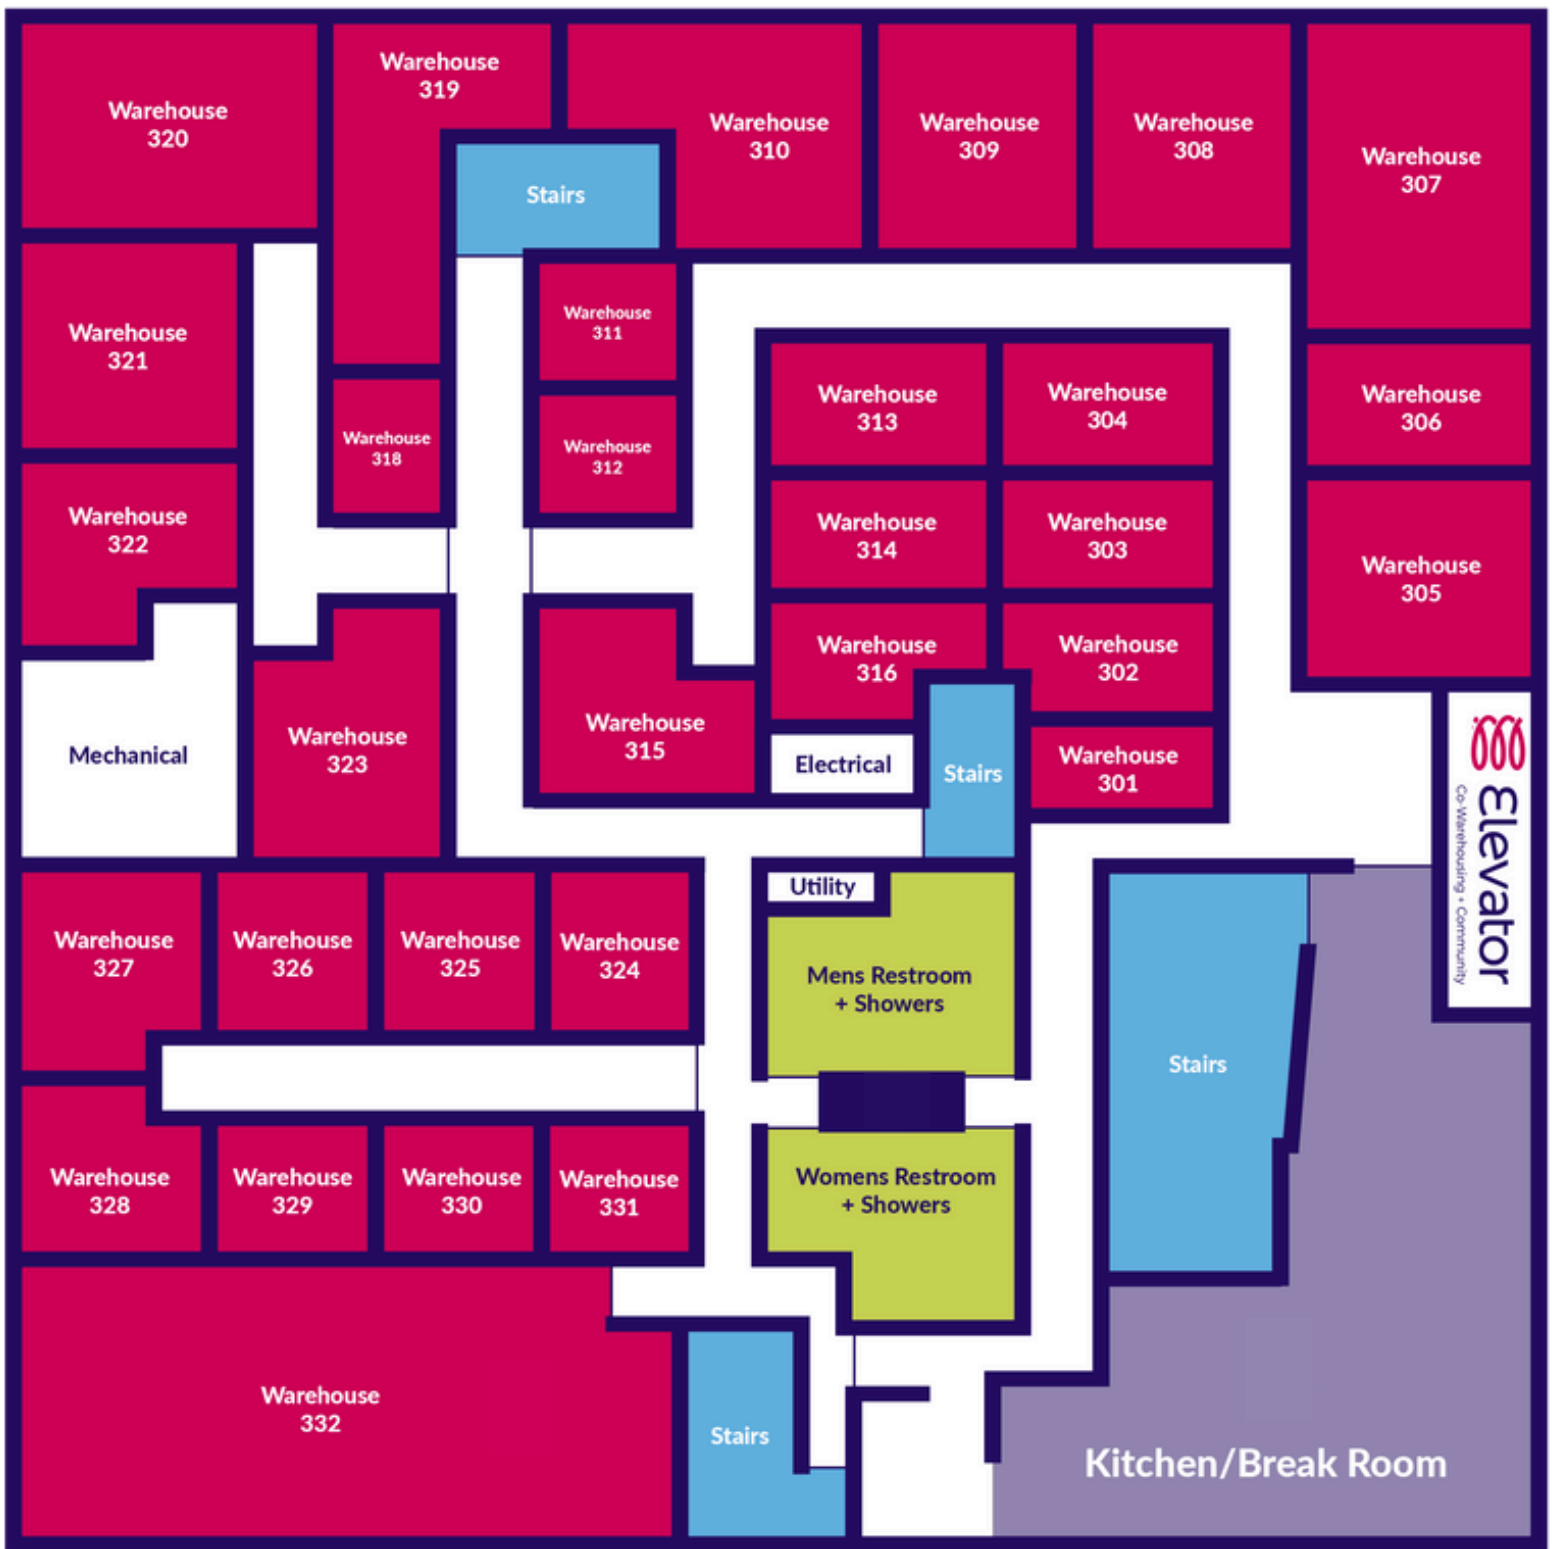 Warehouse
320
Warehouse
319
Warehouse
310
Warehouse
309
Warehouse
308
Warehouse
307
Stairs
Warehouse
321
Warehouse
311
Warehouse
318
Warehouse
312
Warehouse
313
Warehouse
304
Warehouse
306
Warehouse
322
Warehouse
314
Warehouse
303
Warehouse
305
Mechanical
Warehouse
323
Warehouse
315
Warehouse
316
Warehouse
302
Electrical
Stairs
Warehouse
301
Elevator
Co-Warehousing + Community
Utility
Warehouse
327
Warehouse
326
Warehouse
325
Warehouse
324
Mens Restroom
+ Showers
Stairs
Warehouse
328
Warehouse
329
Warehouse
330
Warehouse
331
Womens Restroom
+ Showers
Warehouse
332
Stairs
Kitchen/Break Room